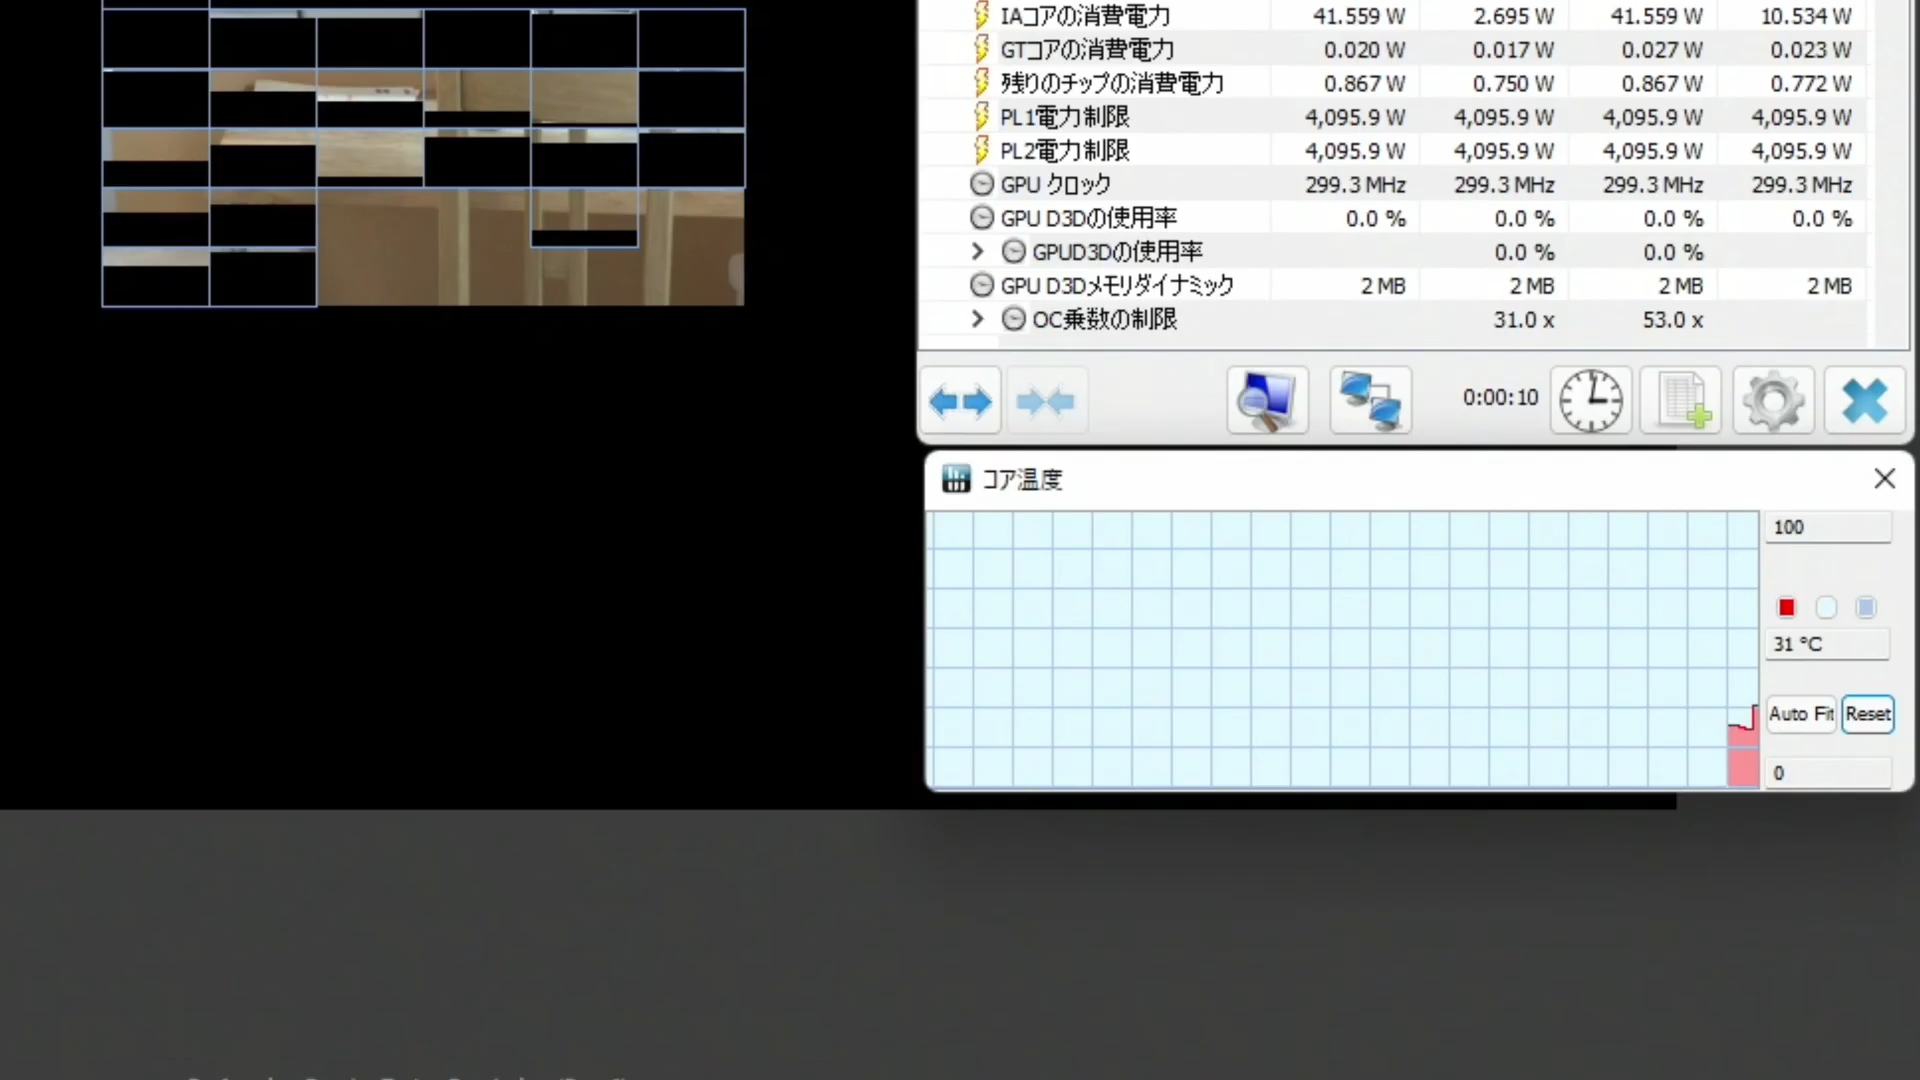 IAコアの消費電力 41.559 W 2.695 W 41.559 W 10.534 W
GTコアの消費電力 0.020 W 0.017 W 0.027 W 0.023 W
残りのチップの消費電力 0.867 W 0.750 W 0.867 W 0.772 W
PL1電力制限 4,095.9 W 4,095.9 W 4,095.9 W 4,095.9 W
PL2電力制限 4,095.9 W 4,095.9 W 4,095.9 W 4,095.9 W
GPU クロック 299.3 MHz 299.3 MHz 299.3 MHz 299.3 MHz
GPU D3Dの使用率 0.0 % 0.0 % 0.0 % 0.0 %
GPUD3Dの使用率 0.0 % 0.0 %
GPU D3Dメモリダイナミック 2 MB 2 MB 2 MB 2 MB
OC乗数の制限 31.0 x 53.0 x
0:00:10
コア温度
100
31 °C
Auto Fit Reset
0